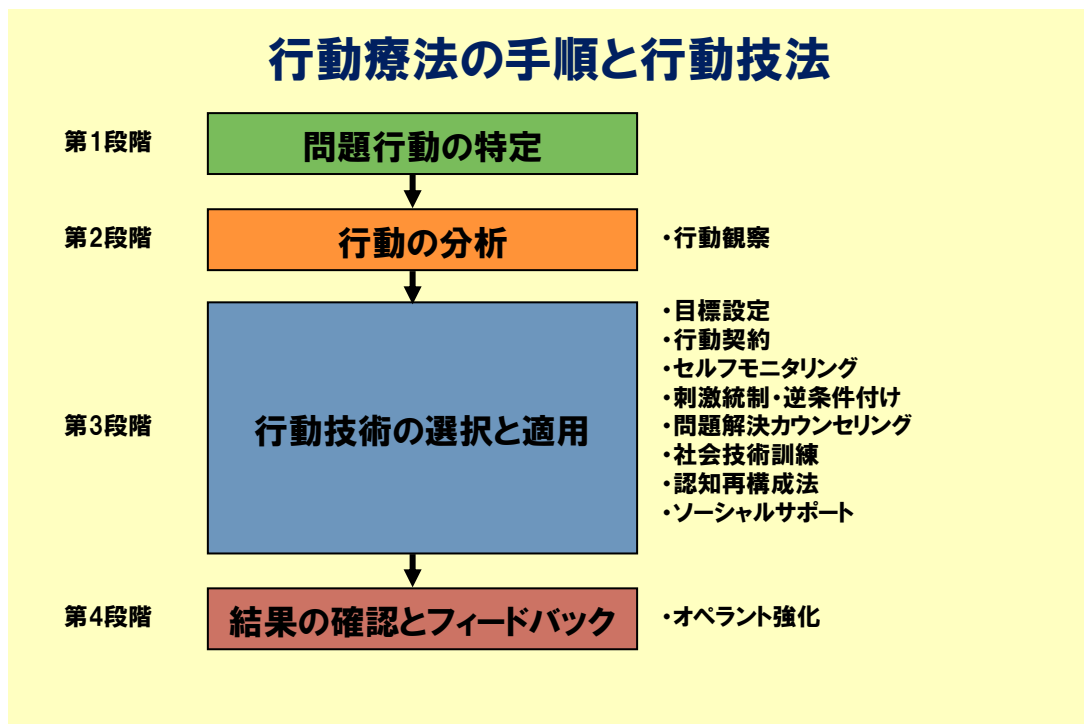 行動療法の手順と行動技法
第1段階
問題行動の特定
第2段階
行動の分析
・行動観察
第3段階
行動技術の選択と適用
・目標設定
・行動契約
・セルフモニタリング
・刺激統制・逆条件付け
・問題解決カウンセリング
・社会技術訓練
・認知再構成法
・ソーシャルサポート
第4段階
結果の確認とフィードバック
・オペラント強化